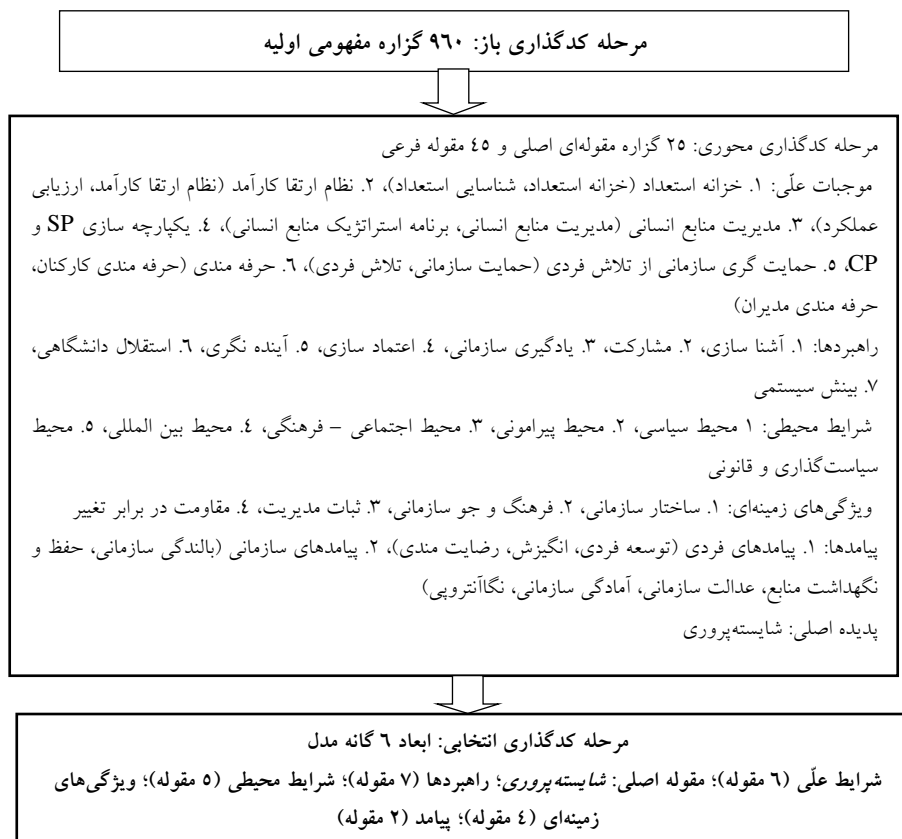 مرحله کدگذاری باز: ۹۶۰ گزاره مفهومی اولیه
مرحله کدگذاری محوری: ۲۵ گزاره مقوله‌ای اصلی و ۴۵ مقوله فرعی
موجبات علّی: ۱. خزانه استعداد (خزانه استعداد، شناسایی استعداد)، ۲. نظام ارتقا کارآمد (نظام ارتقا کارآمد، ارزیابی
عملکرد)، ۳. مدیریت منابع انسانی (مدیریت منابع انسانی، برنامه استراتژیک منابع انسانی)، ٤. یکپارچه سازی SP و
CP، ۵. حمایت گری سازمانی از تلاش فردی (حمایت سازمانی، تلاش فردی)، ٦. حرفه مندی (حرفه مندی کارکنان،
حرفه مندی مدیران)
راهبردها: ۱. آشنا سازی، ۲. مشارکت، ۳. یادگیری سازمانی، ٤. اعتماد سازی، ۵. آینده نگری، ٦. استقلال دانشگاهی،
۷. بینش سیستمی
شرایط محیطی: ۱ محیط سیاسی، ۲. محیط پیرامونی، ۳. محیط اجتماعی – فرهنگی، ٤. محیط بین المللی، ۵. محیط
سیاست‌گذاری و قانونی
ویژگی‌های زمینه‌ای: ۱. ساختار سازمانی، ۲. فرهنگ و جو سازمانی، ۳. ثبات مدیریت، ٤. مقاومت در برابر تغییر
پیامدها: ۱. پیامدهای فردی (توسعه فردی، انگیزش، رضایت مندی)، ۲. پیامدهای سازمانی (بالندگی سازمانی، حفظ و
نگهداشت منابع، عدالت سازمانی، آمادگی سازمانی، نگاآنتروپی)
پدیده اصلی: شایسته‌پروری
مرحله کدگذاری انتخابی: ابعاد ٦ گانه مدل
شرایط علّی (٦ مقوله)؛ مقوله اصلی: شایسته‌پروری؛ راهبردها (۷ مقوله)؛ شرایط محیطی (۵ مقوله)؛ ویژگی‌های
زمینه‌ای (٤ مقوله)؛ پیامد (۲ مقوله)